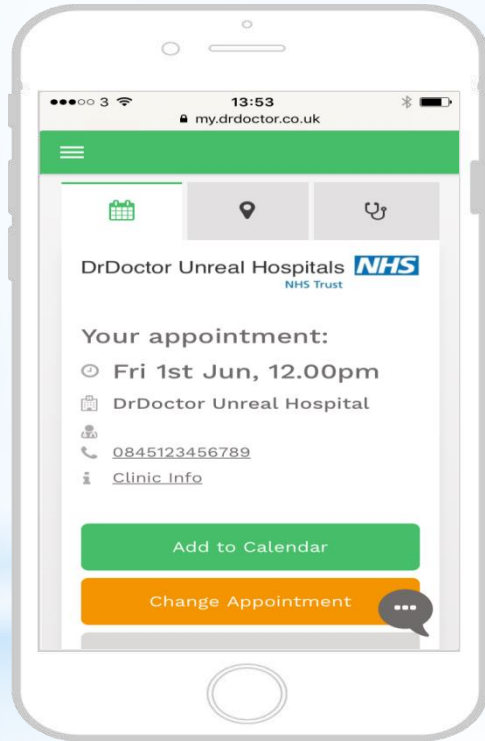 3
13:53
my.drdoctor.co.uk
DrDoctor Unreal Hospitals NHS
NHS Trust
Your appointment:
Fri 1st Jun, 12.00pm
DrDoctor Unreal Hospital
0845123456789
Clinic Info
Add to Calendar
Change Appointment